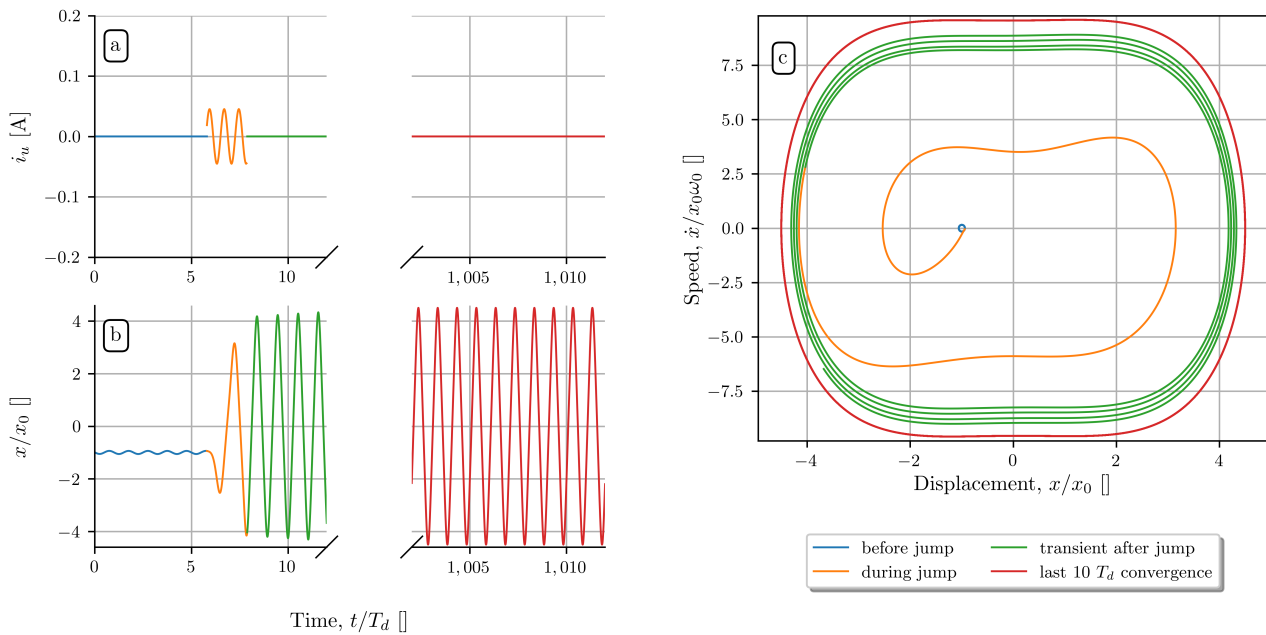 a
0.2
0.1
0.0
−0.1
−0.2
i_u [A]
0 5 10 1,005 1,010
b
4
2
0
−2
−4
x/x_0 []
0 5 10 1,005 1,010
Time, t/T_d []
c
7.5
5.0
2.5
0.0
−2.5
−5.0
−7.5
Speed, ẋ/x_0ω_0 []
−4 −2 0 2 4
Displacement, x/x_0 []
before jump
during jump
transient after jump
last 10 T_d convergence